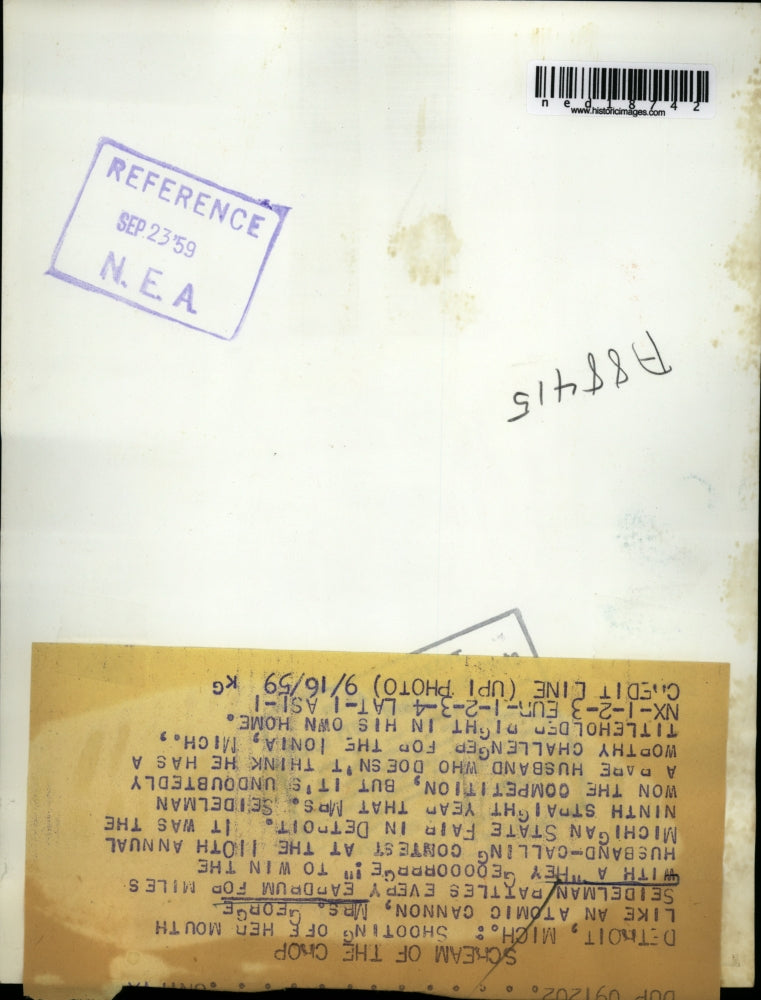 ned18742
www.historicimages.com
REFERENCE
SEP 23 '59
N. E. A.
A88415
DUP 091202.
SCREAM OF THE CROP
DETROIT, MICH.: SHOOTING OFF HER MOUTH
LIKE AN ATOMIC CANNON, MRS. GEORGE
SEIDELMAN RATTLES EVERY EARDRUM FOR MILES
WITH A "HEY GEOOOORRRGE!" TO WIN THE
HUSBAND-CALLING CONTEST AT THE 110TH ANNUAL
MICHIGAN STATE FAIR IN DETROIT. IT WAS THE
NINTH STRAIGHT YEAR THAT MRS. SEIDELMAN
WON THE COMPETITION, BUT IT'S UNDOUBTEDLY
A RARE HUSBAND WHO DOESN'T THINK HE HAS A
WORTHY CHALLENGER FOR THE IONIA, MICH.,
TITLEHOLDER RIGHT IN HIS OWN HOME.
NX-1-2-3 EUR-1-2-3-4 LAT-1 ASI-1
CREDIT LINE (UPI PHOTO) 9/16/59 KG